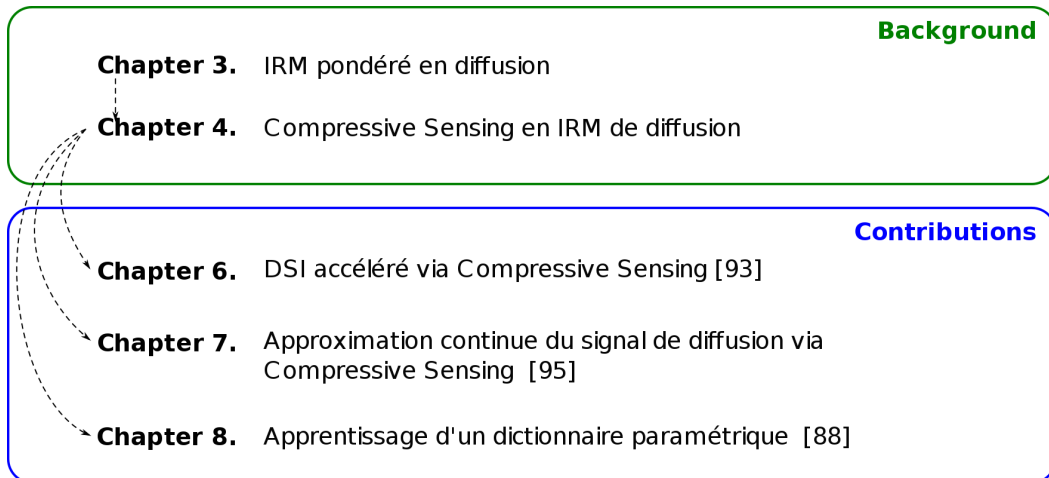 Background
Chapter 3. IRM pondéré en diffusion
Chapter 4. Compressive Sensing en IRM de diffusion
Contributions
Chapter 6. DSI accéléré via Compressive Sensing [93]
Chapter 7. Approximation continue du signal de diffusion via
Compressive Sensing [95]
Chapter 8. Apprentissage d'un dictionnaire paramétrique [88]